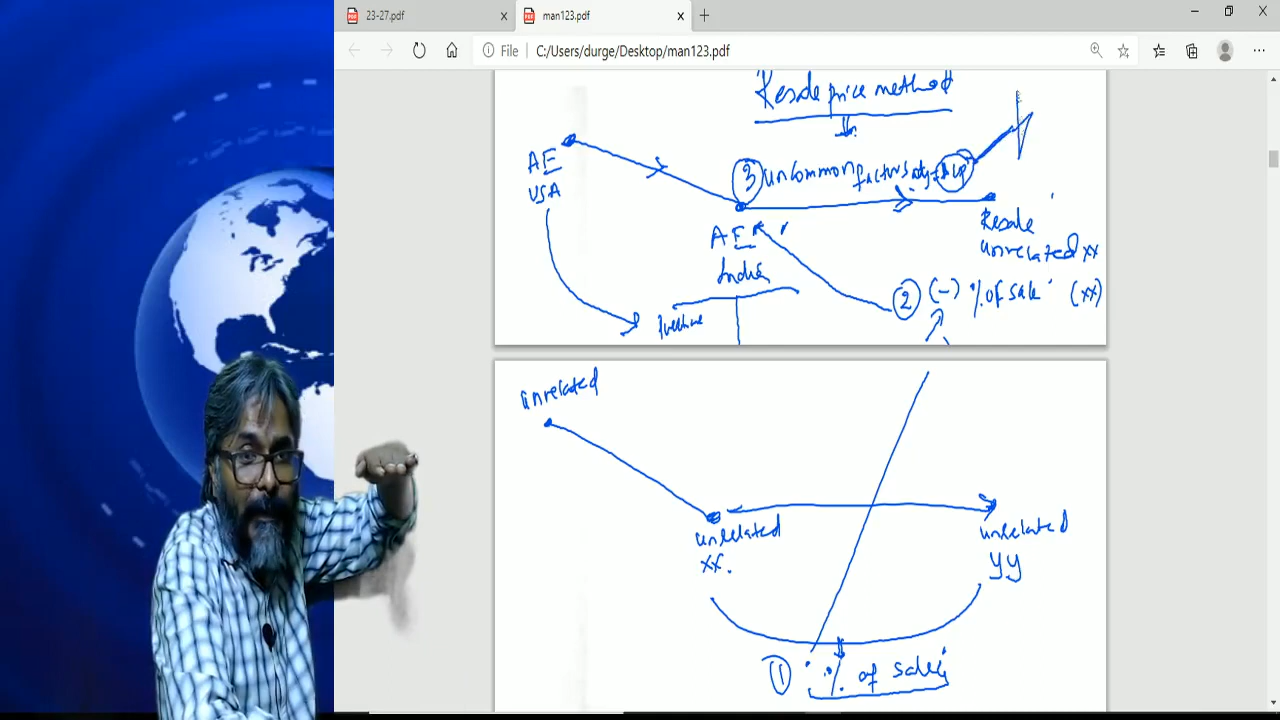 23-27.pdf
man123.pdf
File
C:/Users/durge/Desktop/man123.pdf
Resale price method
AE
USA
③ uncommon factors
AE
India
Resale
unrelated xx
② (-) % of sale (xx)
unrelated
unrelated
xx.
unrelated
yy
① % of sales